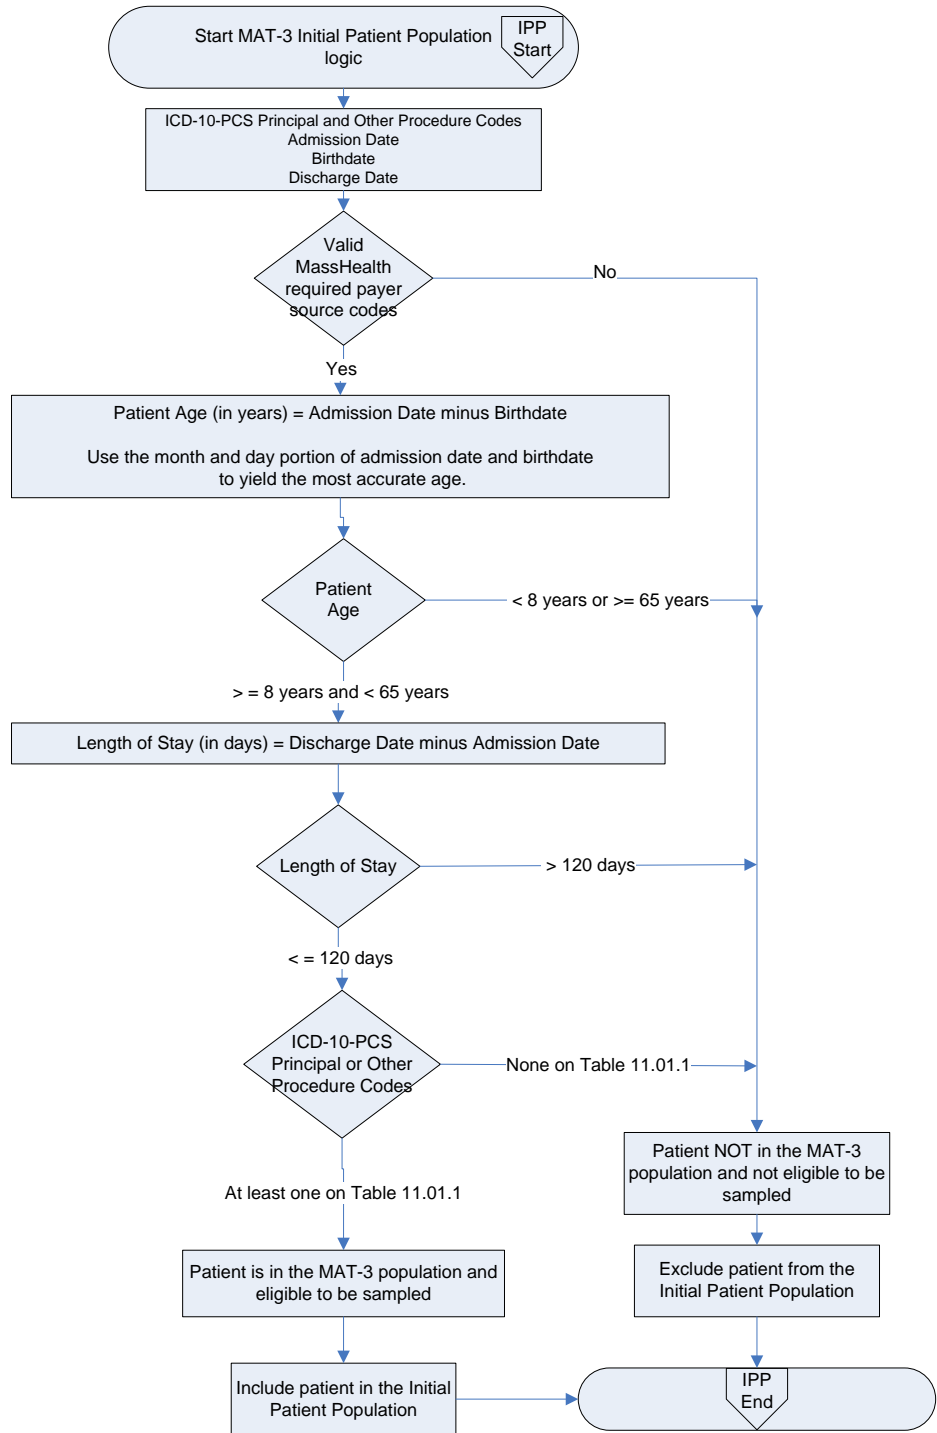 Start MAT-3 Initial Patient Population
logic
IPP
Start
ICD-10-PCS Principal and Other Procedure Codes
Admission Date
Birthdate
Discharge Date
Valid
MassHealth
required payer
source codes
No
Yes
Patient Age (in years) = Admission Date minus Birthdate
Use the month and day portion of admission date and birthdate
to yield the most accurate age.
Patient
Age
< 8 years or >= 65 years
> = 8 years and < 65 years
Length of Stay (in days) = Discharge Date minus Admission Date
Length of Stay
> 120 days
< = 120 days
ICD-10-PCS
Principal or Other
Procedure Codes
None on Table 11.01.1
At least one on Table 11.01.1
Patient NOT in the MAT-3
population and not eligible to be
sampled
Patient is in the MAT-3 population and
eligible to be sampled
Exclude patient from the
Initial Patient Population
Include patient in the Initial
Patient Population
IPP
End